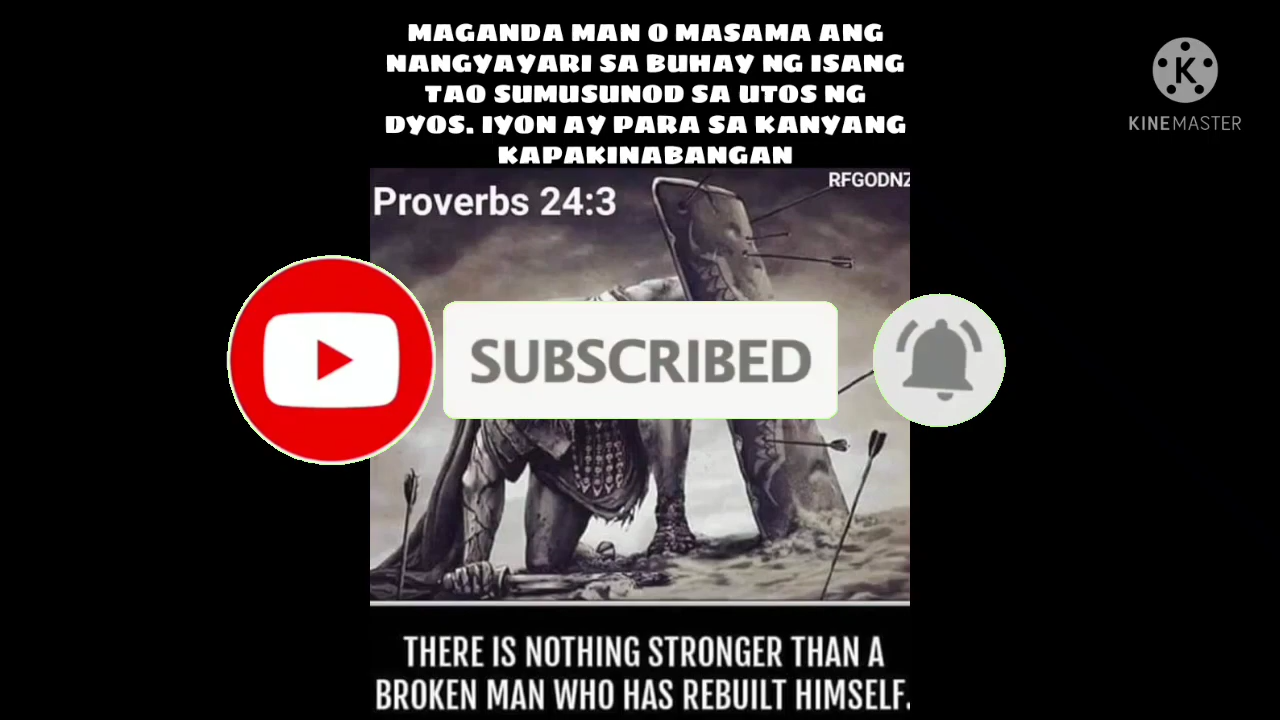 MAGANDA MAN O MASAMA ANG
NANGYAYARI SA BUHAY NG ISANG
TAO SUMUSUNOD SA UTOS NG
DYOS. IYON AY PARA SA KANYANG
KAPAKINABANGAN
K
KINEMASTER
RFGODNZ
Proverbs 24:3
SUBSCRIBED
THERE IS NOTHING STRONGER THAN A
BROKEN MAN WHO HAS REBUILT HIMSELF.